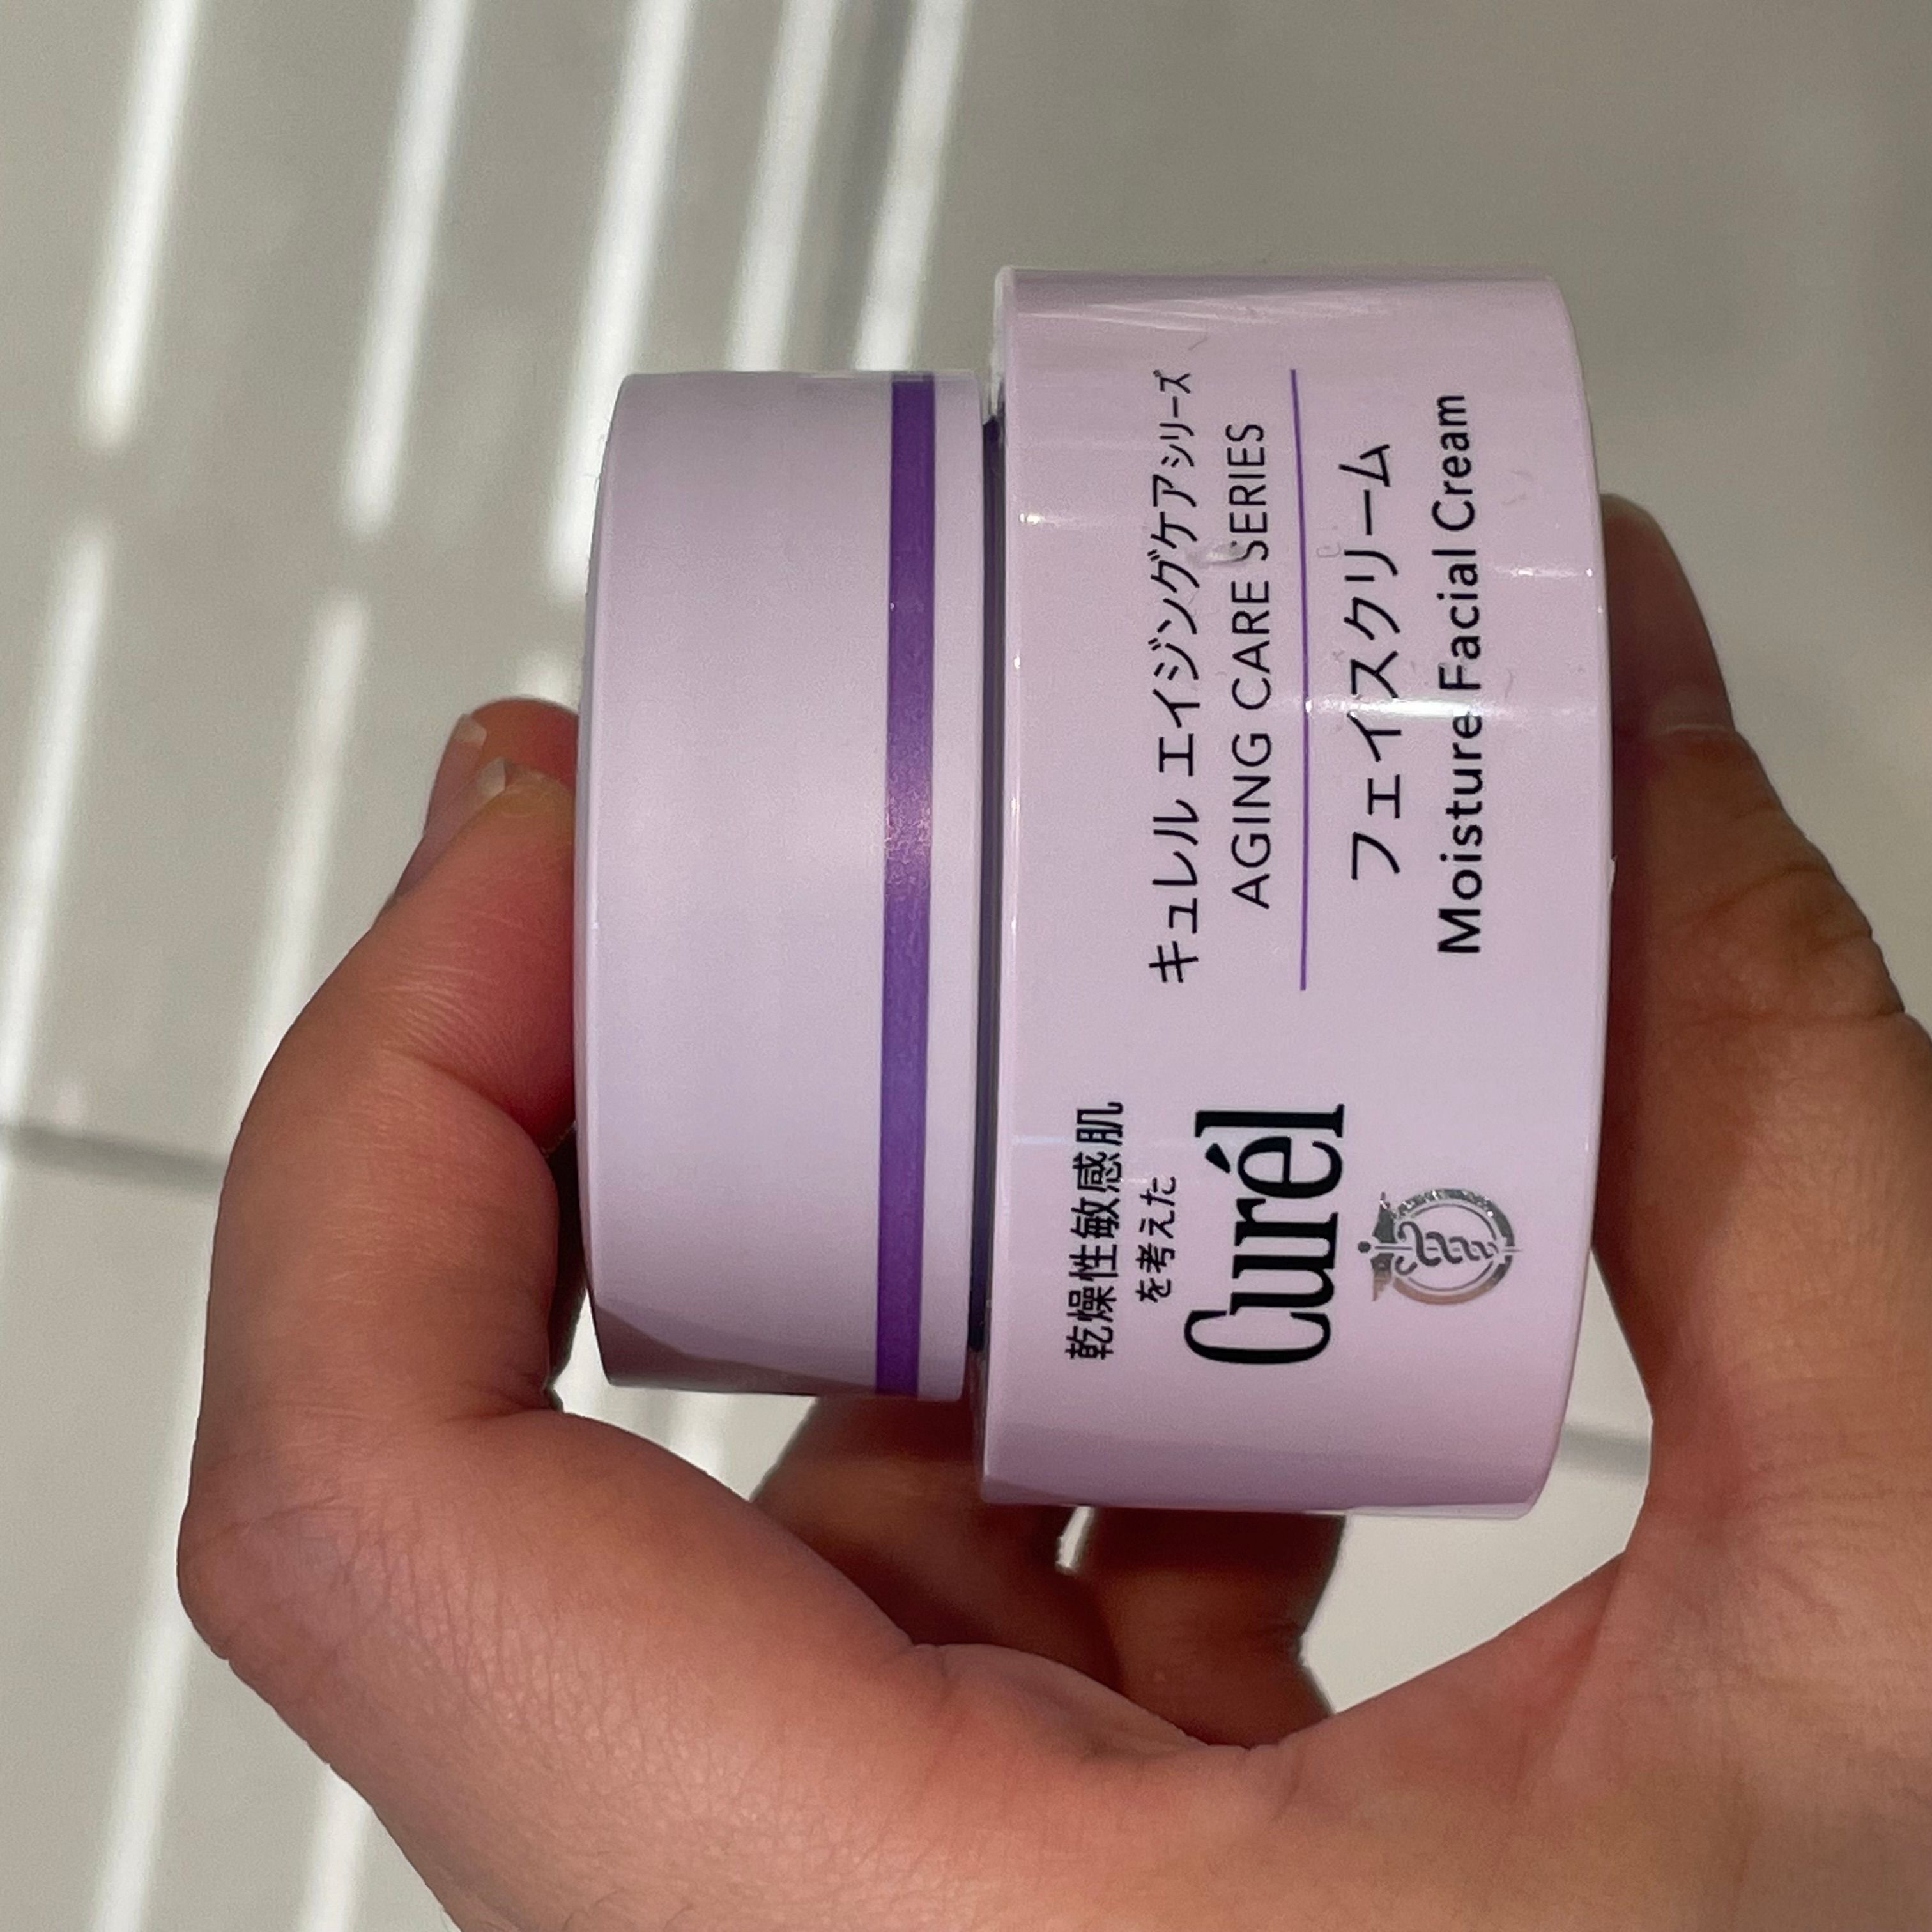 乾燥性敏感肌
を考えた
Curél
キュレル エイジングケアシリーズ
AGING CARE SERIES
フェイスクリーム
Moisture Facial Cream